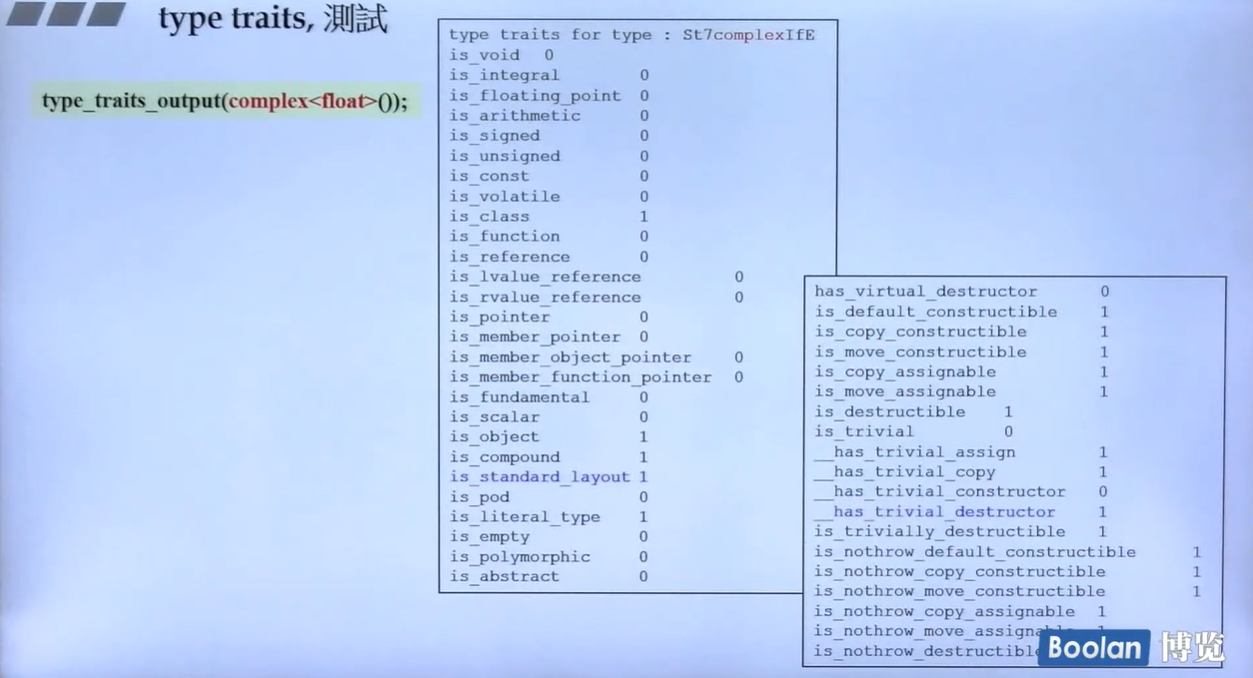 type traits, 測試
type_traits_output(complex<float>());
type traits for type : St7complexIfE
is_void 0
is_integral 0
is_floating_point 0
is_arithmetic 0
is_signed 0
is_unsigned 0
is_const 0
is_volatile 0
is_class 1
is_function 0
is_reference 0
is_lvalue_reference 0
is_rvalue_reference 0
is_pointer 0
is_member_pointer 0
is_member_object_pointer 0
is_member_function_pointer 0
is_fundamental 0
is_scalar 0
is_object 1
is_compound 1
is_standard_layout 1
is_pod 0
is_literal_type 1
is_empty 0
is_polymorphic 0
is_abstract 0
has_virtual_destructor 0
is_default_constructible 1
is_copy_constructible 1
is_move_constructible 1
is_copy_assignable 1
is_move_assignable 1
is_destructible 1
is_trivial 0
__has_trivial_assign 1
__has_trivial_copy 1
__has_trivial_constructor 0
__has_trivial_destructor 1
is_trivially_destructible 1
is_nothrow_default_constructible 1
is_nothrow_copy_constructible 1
is_nothrow_move_constructible 1
is_nothrow_copy_assignable 1
is_nothrow_move_assigna
is_nothrow_destructibl
Boolan 博览